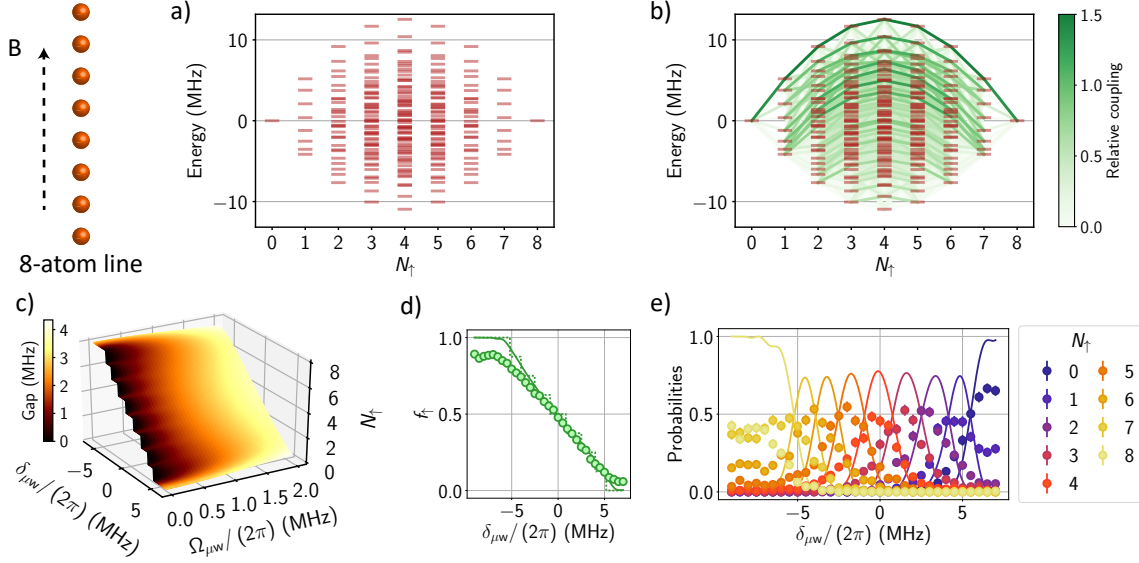 B
8-atom line
a)
Energy (MHz)
10
0
−10
0 1 2 3 4 5 6 7 8
N↑
b)
Energy (MHz)
10
0
−10
0 1 2 3 4 5 6 7 8
N↑
1.5
1.0
0.5
0.0
Relative coupling
c)
Gap (MHz)
4
3
2
1
0
8
6
4
2
0
N↑
−5
0
5
δμw/(2π) (MHz)
0.0 0.5 1.0 1.5 2.0
Ωμw/(2π) (MHz)
d)
f↑
1.0
0.5
0.0
−5 0 5
δμw/(2π) (MHz)
e)
Probabilities
1.0
0.5
0.0
−5 0 5
δμw/(2π) (MHz)
N↑
0 5
1 6
2 7
3 8
4